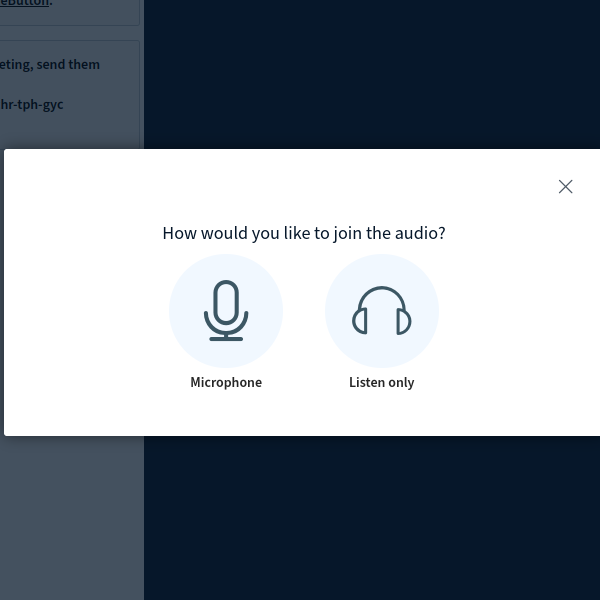 eButton.
eting, send them
hr-tph-gyc
How would you like to join the audio?
Microphone
Listen only